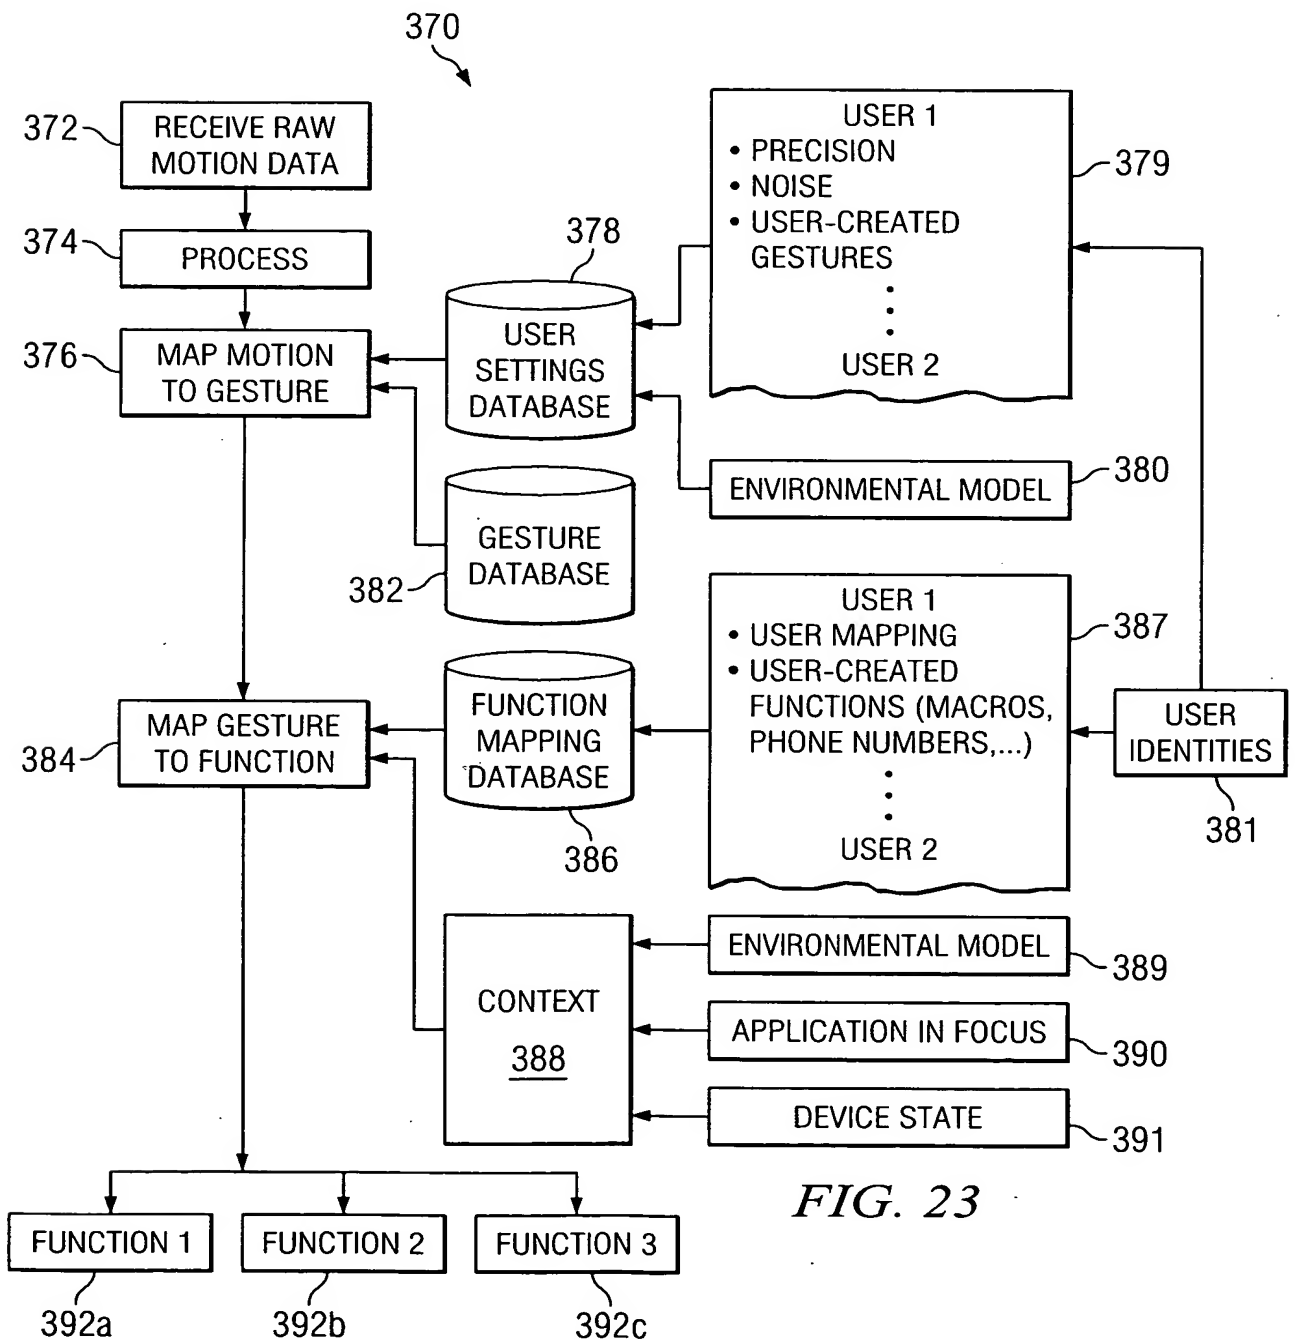 370
372
RECEIVE RAW
MOTION DATA
374
PROCESS
376
MAP MOTION
TO GESTURE
378
USER
SETTINGS
DATABASE
USER 1
• PRECISION
• NOISE
• USER-CREATED
GESTURES
USER 2
379
ENVIRONMENTAL MODEL
380
382
GESTURE
DATABASE
384
MAP GESTURE
TO FUNCTION
FUNCTION
MAPPING
DATABASE
386
USER 1
• USER MAPPING
• USER-CREATED
FUNCTIONS (MACROS,
PHONE NUMBERS,...)
USER 2
387
USER
IDENTITIES
381
CONTEXT
388
ENVIRONMENTAL MODEL
389
APPLICATION IN FOCUS
390
DEVICE STATE
391
FUNCTION 1
392a
FUNCTION 2
392b
FUNCTION 3
392c
FIG. 23